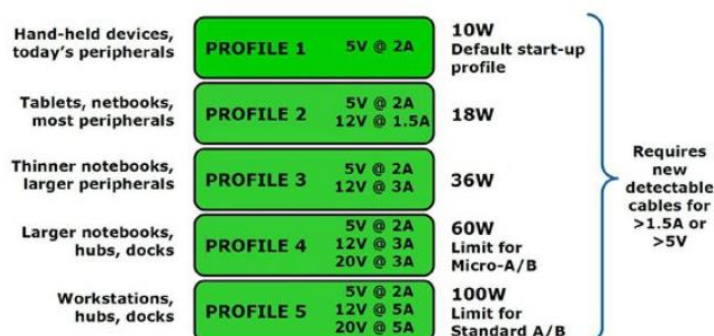 Hand-held devices,
today's peripherals
PROFILE 1
5V @ 2A
10W
Default start-up
profile
Tablets, netbooks,
most peripherals
PROFILE 2
5V @ 2A
12V @ 1.5A
18W
Thinner notebooks,
larger peripherals
PROFILE 3
5V @ 2A
12V @ 3A
36W
Larger notebooks,
hubs, docks
PROFILE 4
5V @ 2A
12V @ 3A
20V @ 3A
60W
Limit for
Micro-A/B
Workstations,
hubs, docks
PROFILE 5
5V @ 2A
12V @ 5A
20V @ 5A
100W
Limit for
Standard A/B
Requires
new
detectable
cables for
>1.5A or
>5V